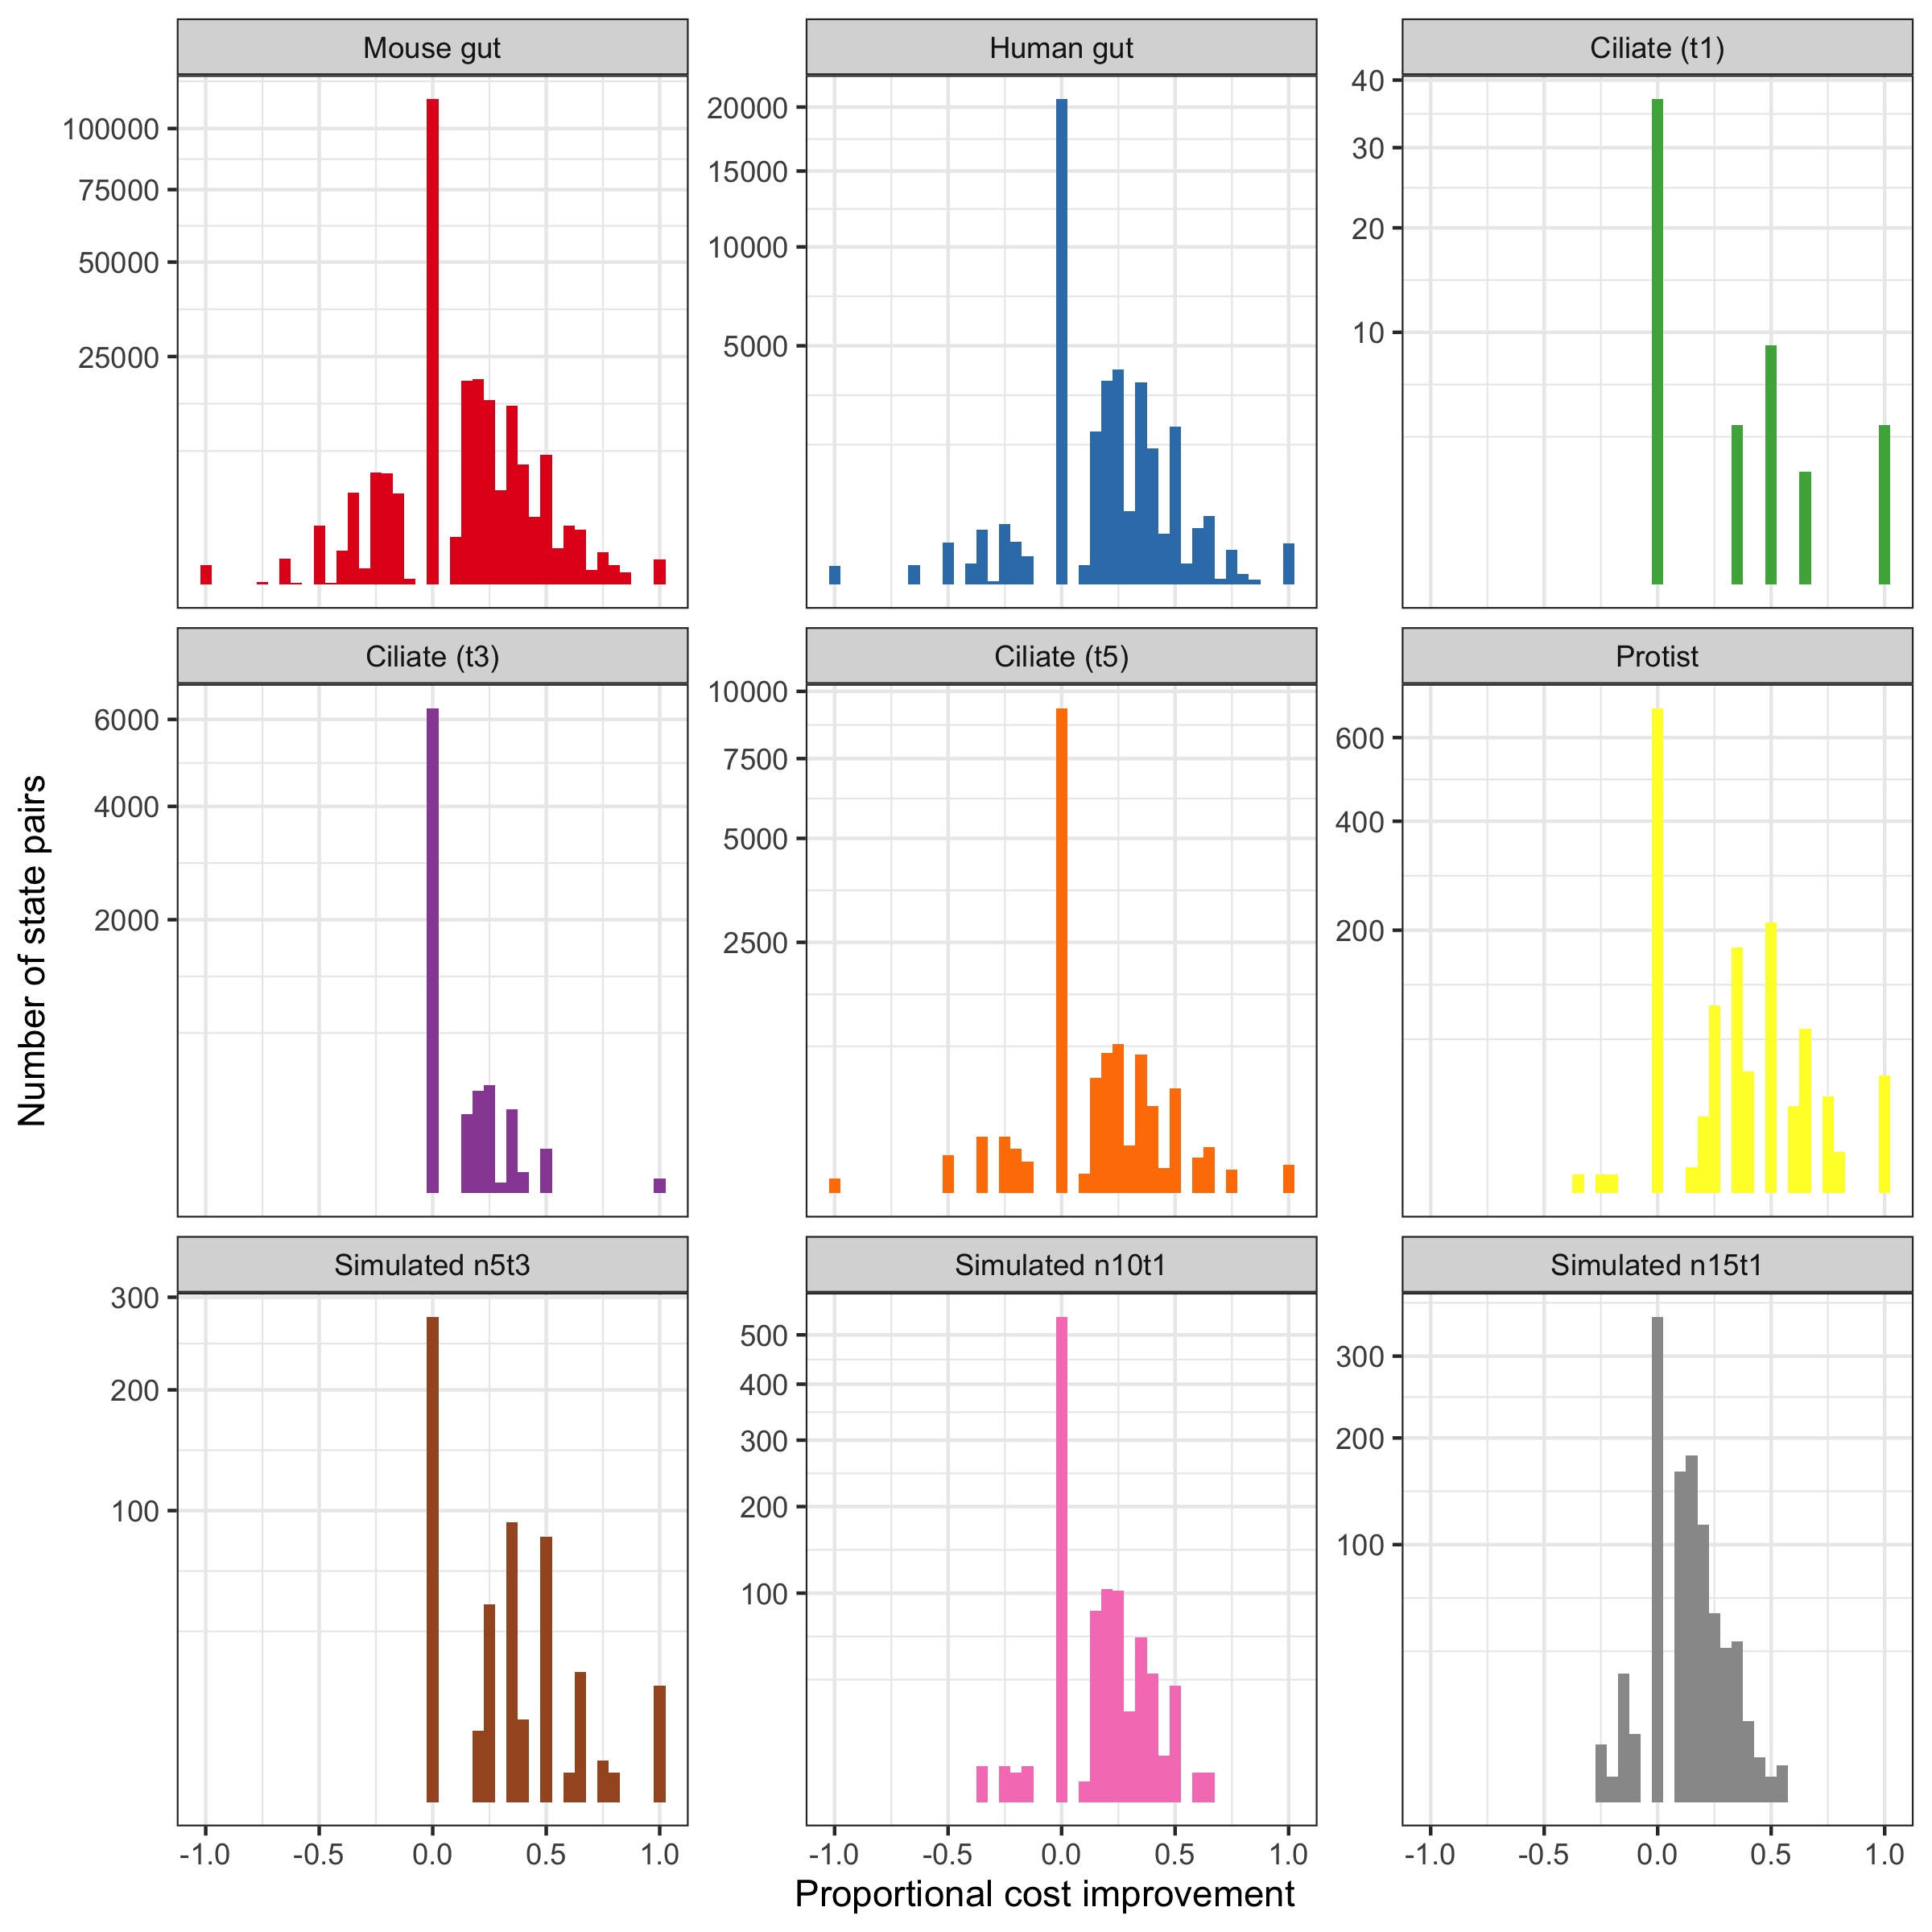 Mouse gut
Human gut
Ciliate (t1)
100000
75000
50000
25000
20000
15000
10000
5000
40
30
20
10
Ciliate (t3)
Ciliate (t5)
Protist
6000
4000
2000
10000
7500
5000
2500
600
400
200
Number of state pairs
Simulated n5t3
Simulated n10t1
Simulated n15t1
300
200
100
500
400
300
200
100
300
200
100
-1.0 -0.5 0.0 0.5 1.0
-1.0 -0.5 0.0 0.5 1.0
-1.0 -0.5 0.0 0.5 1.0
Proportional cost improvement